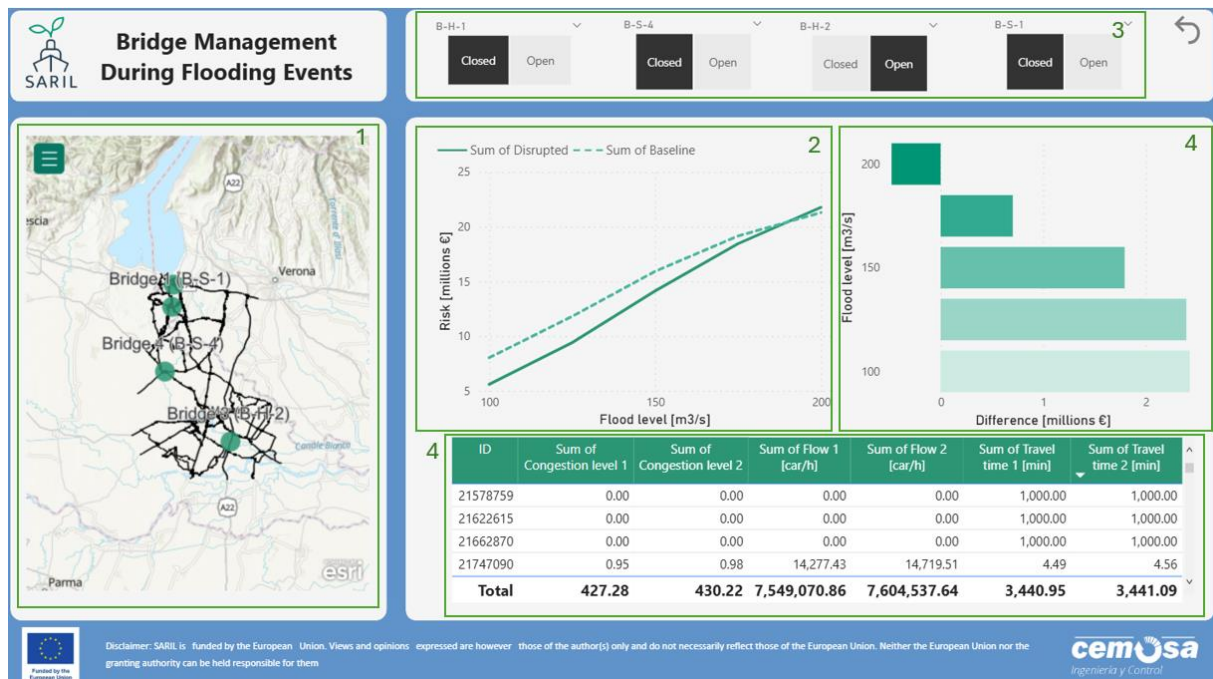 SARIL
Bridge Management
During Flooding Events
B-H-1
Closed Open
B-S-4
Closed Open
B-H-2
Closed Open
B-S-1
Closed Open
3
1
A22
Verona
Bridge 1 (B-S-1)
Bridge 4 (B-S-4)
Bridge 3 (B-H-2)
A22
Parma
esri
2
Sum of Disrupted Sum of Baseline
Risk [millions €]
25
20
15
10
5
100 150 200
Flood level [m3/s]
4
Flood level [m3/s]
200
150
100
0 1 2
Difference [millions €]
4
ID Sum of Congestion level 1 Sum of Congestion level 2 Sum of Flow 1 [car/h] Sum of Flow 2 [car/h] Sum of Travel time 1 [min] Sum of Travel time 2 [min]
21578759 0.00 0.00 0.00 0.00 1,000.00 1,000.00
21622615 0.00 0.00 0.00 0.00 1,000.00 1,000.00
21662870 0.00 0.00 0.00 0.00 1,000.00 1,000.00
21747090 0.95 0.98 14,277.43 14,719.51 4.49 4.56
Total 427.28 430.22 7,549,070.86 7,604,537.64 3,440.95 3,441.09
Funded by the
European Union
Disclaimer: SARIL is funded by the European Union. Views and opinions expressed are however those of the author(s) only and do not necessarily reflect those of the European Union. Neither the European Union nor the
granting authority can be held responsible for them
cemosa
Ingeniería y Control